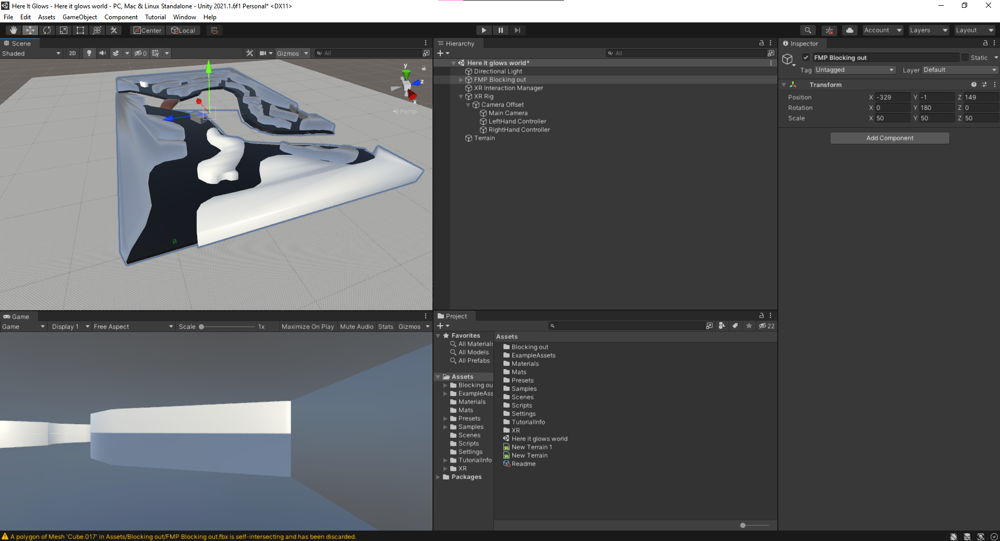 Here It Glows - Here it glows world - PC, Mac & Linux Standalone - Unity 2021.1.6f1 Personal* <DX11>
File Edit Assets GameObject Component Tutorial Window Help
Center Local
Account Layers Layout
Scene
Shaded 2D 0 Gizmos All
y
z
x
Persp
Hierarchy
All
Here it glows world*
Directional Light
FMP Blocking out
XR Interaction Manager
XR Rig
Camera Offset
Main Camera
LeftHand Controller
RightHand Controller
Terrain
Inspector
FMP Blocking out Static
Tag Untagged Layer Default
Transform
Position X -329 Y -1 Z 149
Rotation X 0 Y 180 Z 0
Scale X 50 Y 50 Z 50
Add Component
Game
Game Display 1 Free Aspect Scale 1x Maximize On Play Mute Audio Stats Gizmos
Project
22
Favorites
All Materials
All Models
All Prefabs
Assets
Blocking ou
ExampleAss
Materials
Mats
Presets
Samples
Scenes
Scripts
Settings
TutorialInfo
XR
Packages
Assets
Blocking out
ExampleAssets
Materials
Mats
Presets
Samples
Scenes
Scripts
Settings
TutorialInfo
XR
Here it glows world
New Terrain 1
New Terrain
Readme
A polygon of Mesh 'Cube.017' in Assets/Blocking out/FMP Blocking out.fbx is self-intersecting and has been discarded.